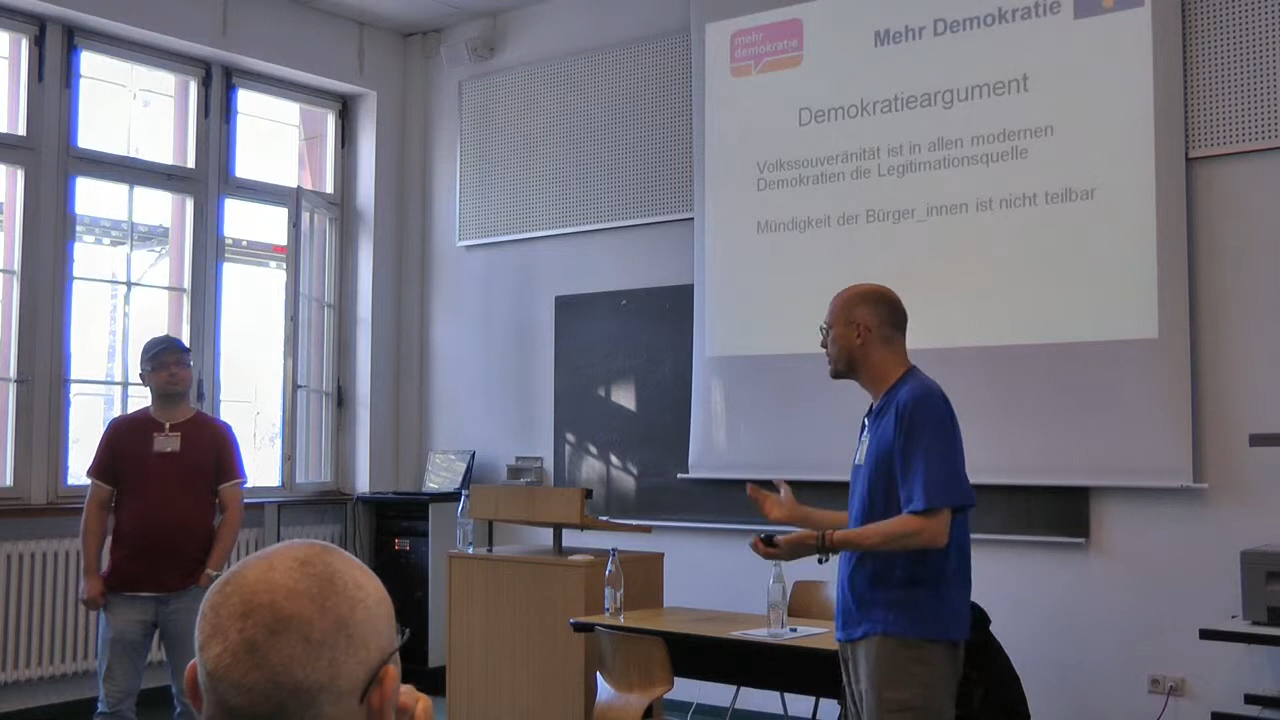 mehr
demokratie
Mehr Demokratie
Demokratieargument
Volkssouveränität ist in allen modernen
Demokratien die Legitimationsquelle
Mündigkeit der Bürger_innen ist nicht teilbar